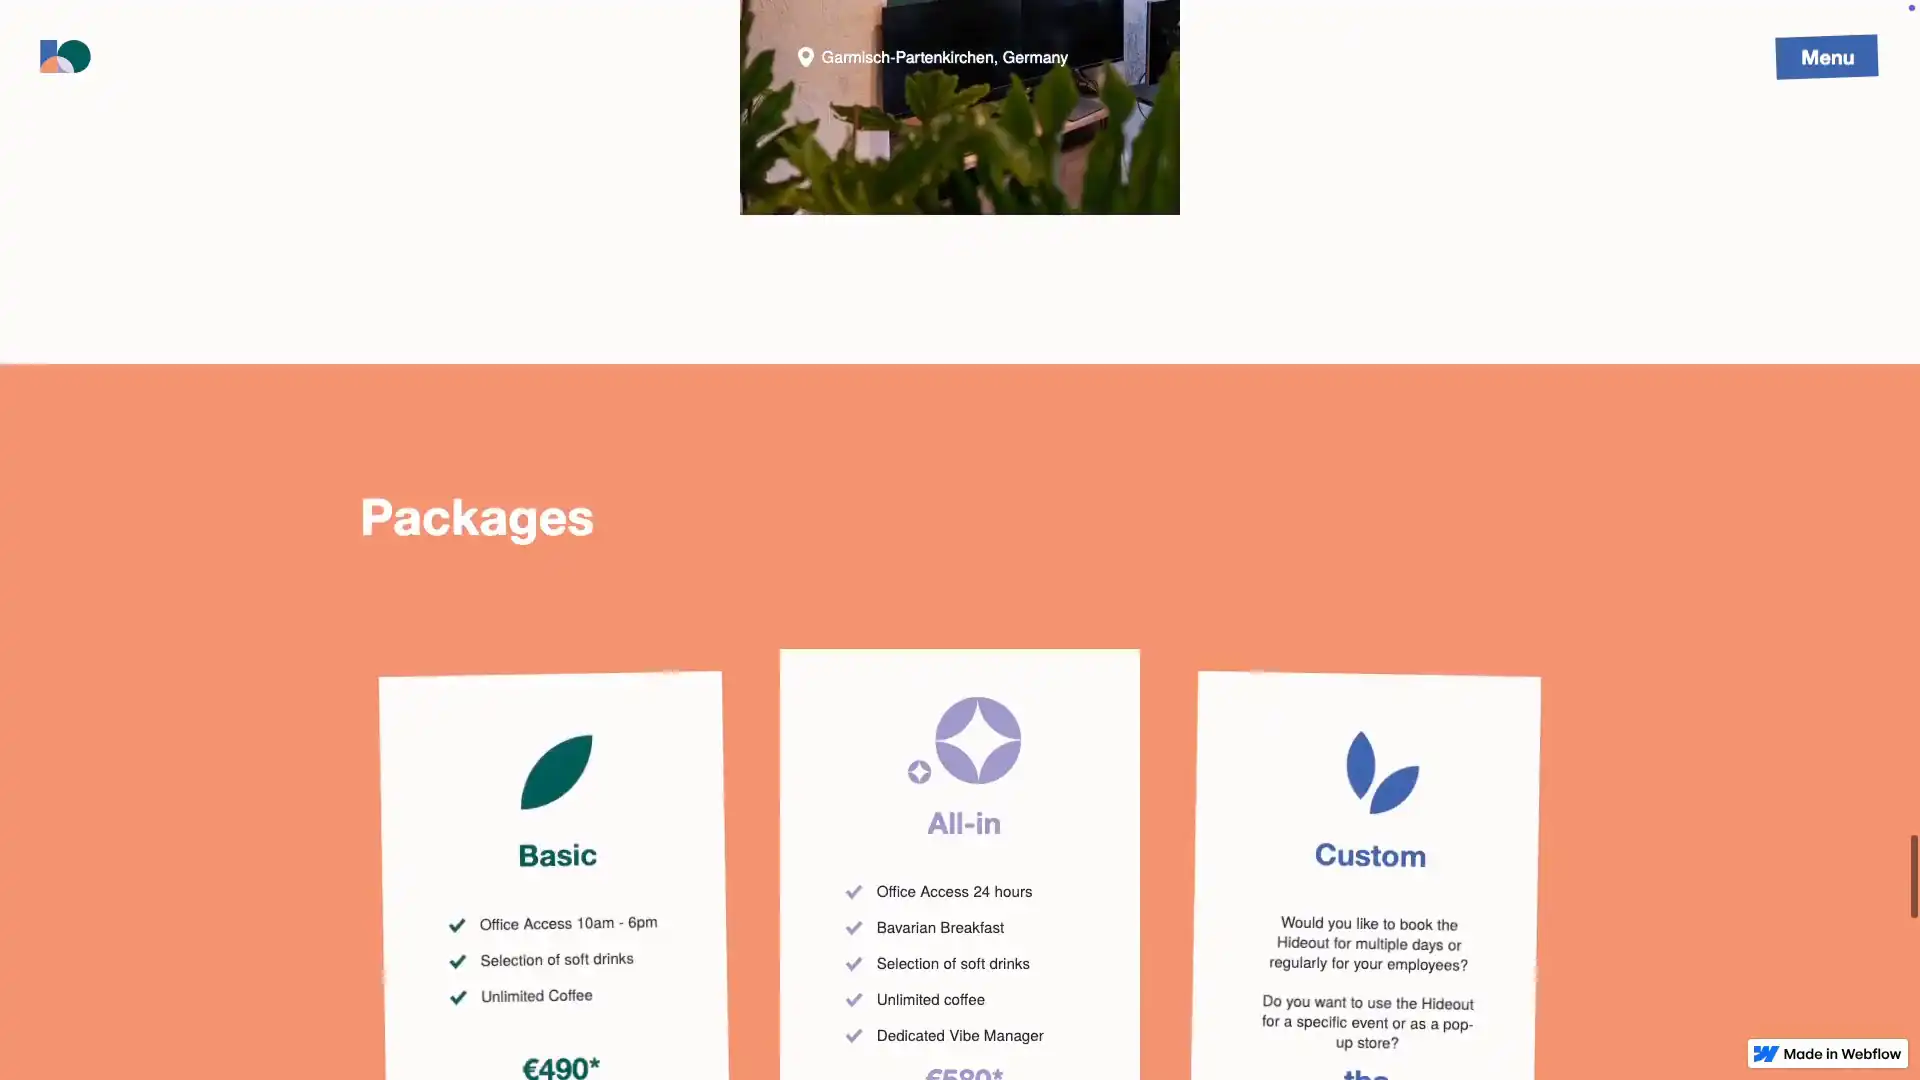 Garmisch-Partenkirchen, Germany
Menu
Packages
Basic
Office Access 10am - 6pm
Selection of soft drinks
Unlimited Coffee
€490*
All-in
Office Access 24 hours
Bavarian Breakfast
Selection of soft drinks
Unlimited coffee
Dedicated Vibe Manager
€580*
Custom
Would you like to book the
Hideout for multiple days or
regularly for your employees?
Do you want to use the Hideout
for a specific event or as a pop-
up store?
tba
Made in Webflow